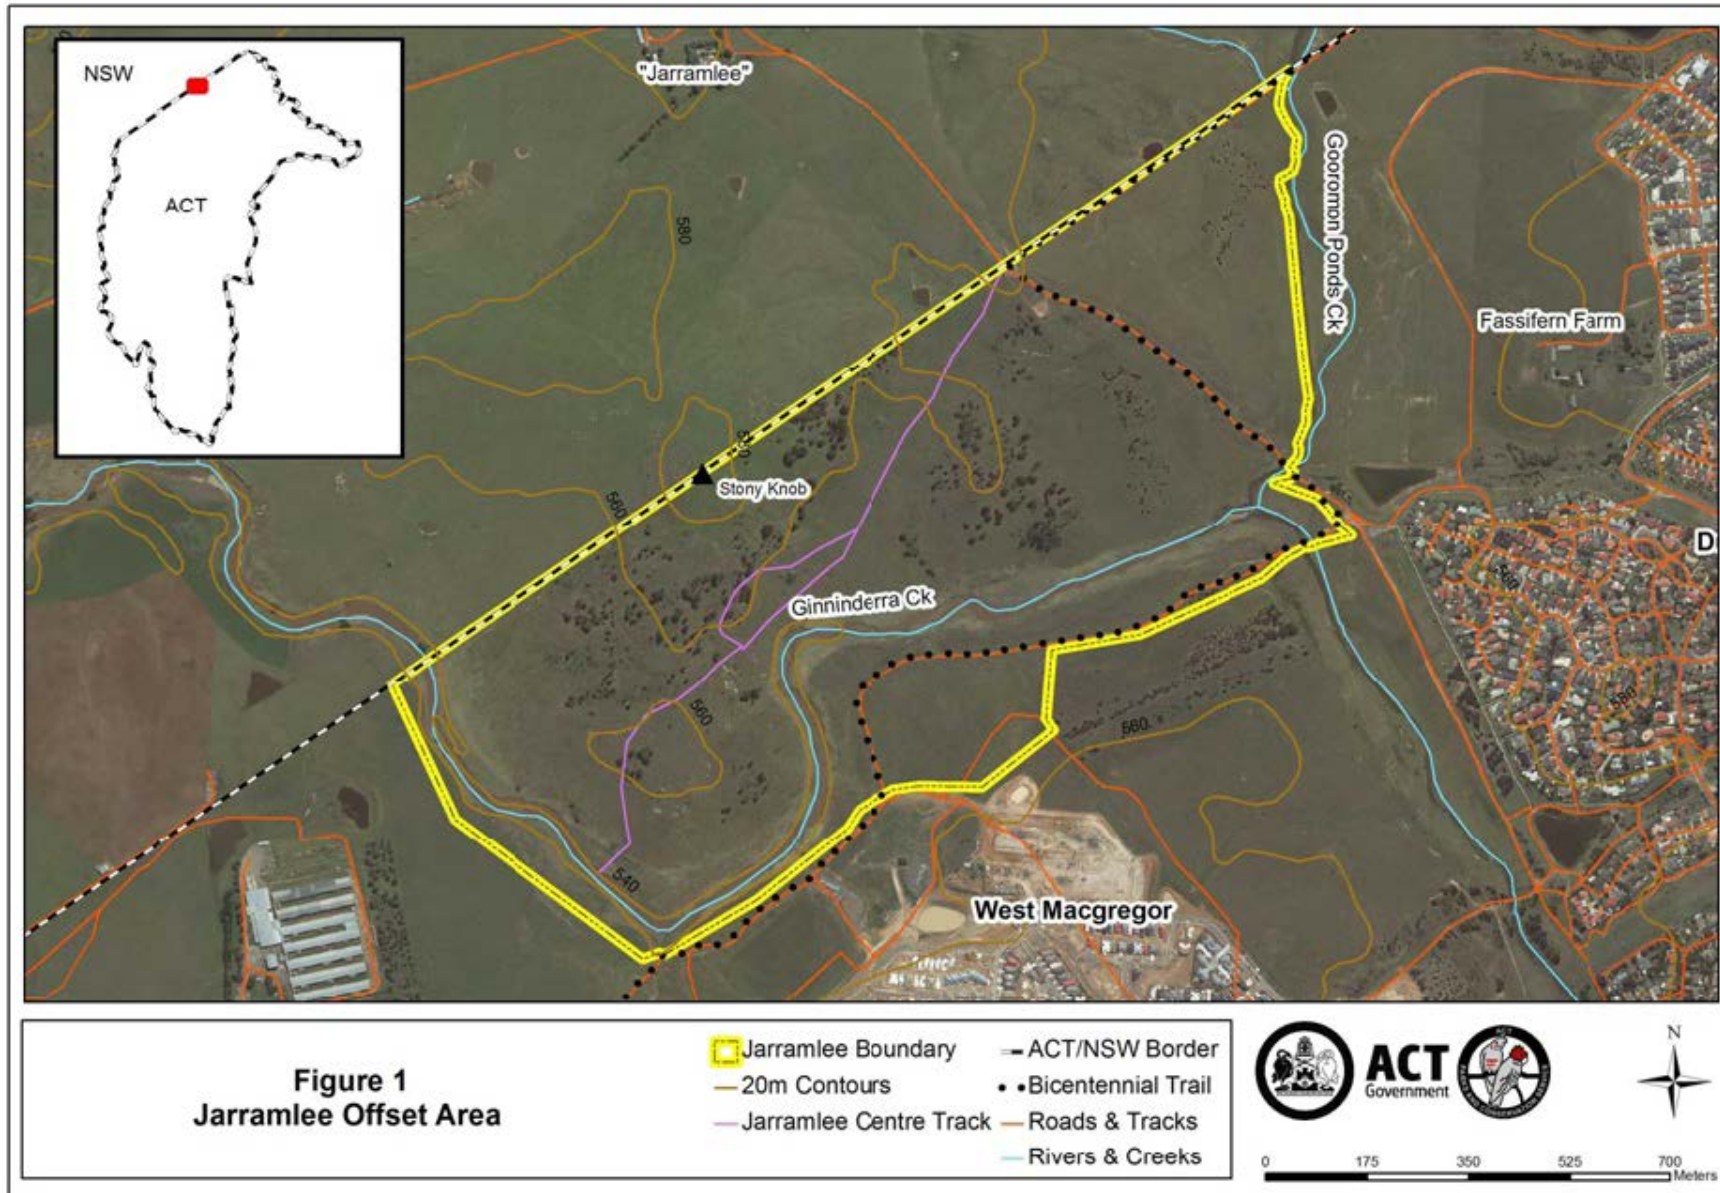 NSW
ACT
"Jarramlee"
Gooromon Ponds Ck
Fassifern Farm
580
580
Stony Knob
560
Ginninderra Ck
560
560
540
West Macgregor
560
580
D
Figure 1
Jarramlee Offset Area
Jarramlee Boundary
20m Contours
Jarramlee Centre Track
ACT/NSW Border
Bicentennial Trail
Roads & Tracks
Rivers & Creeks
ACT
Government
N
0 175 350 525 700
Meters